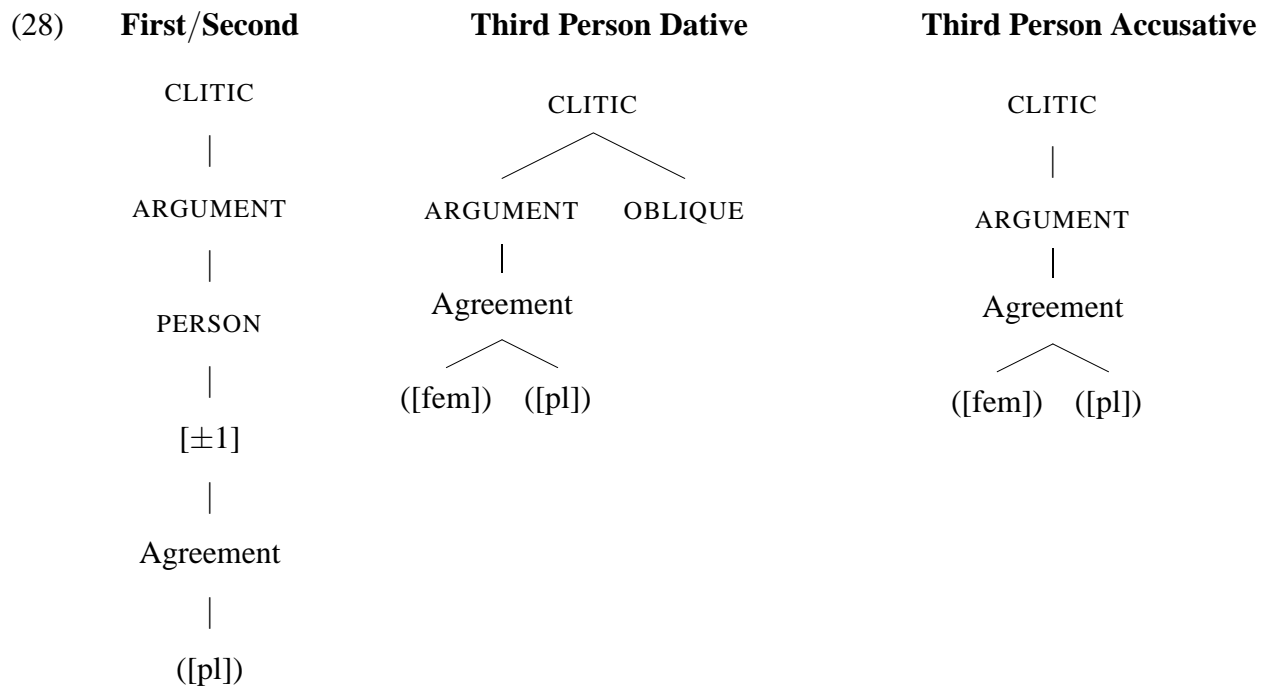 (28) First/Second Third Person Dative Third Person Accusative
CLITIC CLITIC CLITIC
ARGUMENT ARGUMENT OBLIQUE ARGUMENT
PERSON Agreement Agreement
[±1] ([fem]) ([pl]) ([fem]) ([pl])
Agreement
([pl])